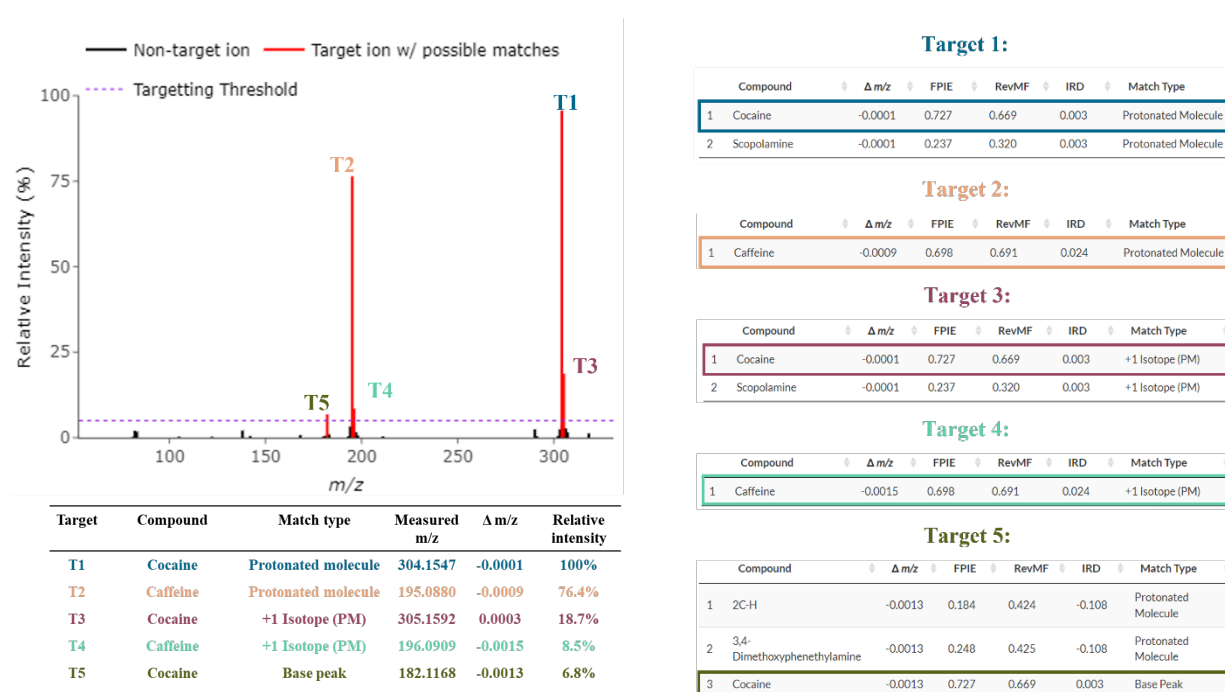 Non-target ion Target ion w/ possible matches
Targetting Threshold
100
75
50
25
0
Relative Intensity (%)
T1
T2
T3
T4
T5
100 150 200 250 300
m/z
Target Compound Match type Measured m/z Δ m/z Relative intensity
T1 Cocaine Protonated molecule 304.1547 -0.0001 100%
T2 Caffeine Protonated molecule 195.0880 -0.0009 76.4%
T3 Cocaine +1 Isotope (PM) 305.1592 0.0003 18.7%
T4 Caffeine +1 Isotope (PM) 196.0909 -0.0015 8.5%
T5 Cocaine Base peak 182.1168 -0.0013 6.8%
Target 1:
Compound Δ m/z FPIE RevMF IRD Match Type
1 Cocaine -0.0001 0.727 0.669 0.003 Protonated Molecule
2 Scopolamine -0.0001 0.237 0.320 0.003 Protonated Molecule
Target 2:
Compound Δ m/z FPIE RevMF IRD Match Type
1 Caffeine -0.0009 0.698 0.691 0.024 Protonated Molecule
Target 3:
Compound Δ m/z FPIE RevMF IRD Match Type
1 Cocaine -0.0001 0.727 0.669 0.003 +1 Isotope (PM)
2 Scopolamine -0.0001 0.237 0.320 0.003 +1 Isotope (PM)
Target 4:
Compound Δ m/z FPIE RevMF IRD Match Type
1 Caffeine -0.0015 0.698 0.691 0.024 +1 Isotope (PM)
Target 5:
Compound Δ m/z FPIE RevMF IRD Match Type
1 2C-H -0.0013 0.184 0.424 -0.108 Protonated Molecule
2 3,4-Dimethoxyphenethylamine -0.0013 0.248 0.425 -0.108 Protonated Molecule
3 Cocaine -0.0013 0.727 0.669 0.003 Base Peak